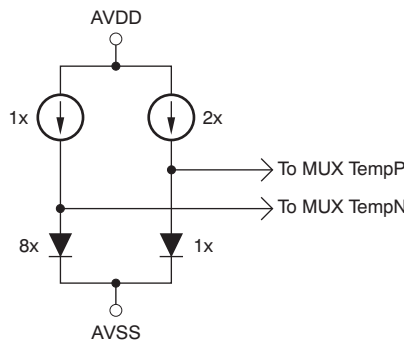 AVDD
1x
2x
To MUX TempP
To MUX TempN
8x
1x
AVSS